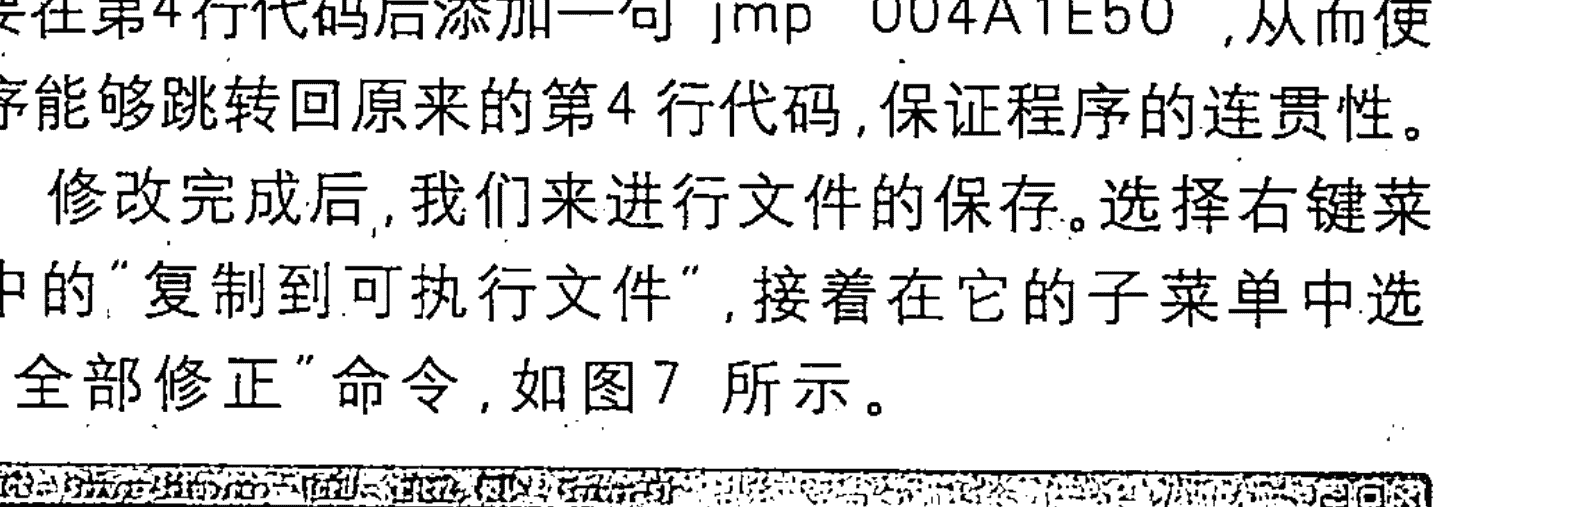 要在第4行代码后添加一句 jmp 004A1E50 ,从而使
序能够跳转回原来的第4行代码,保证程序的连贯性。
修改完成后,我们来进行文件的保存。选择右键菜
中的"复制到可执行文件",接着在它的子菜单中选
全部修正"命令,如图7 所示。